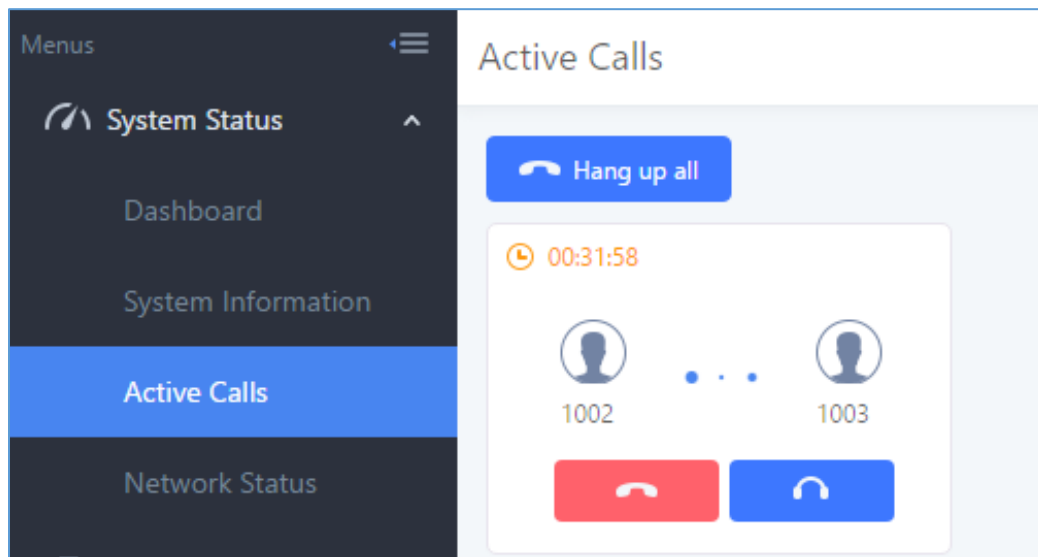 Menus
System Status
Dashboard
System Information
Active Calls
Network Status
Active Calls
Hang up all
00:31:58
1002
1003